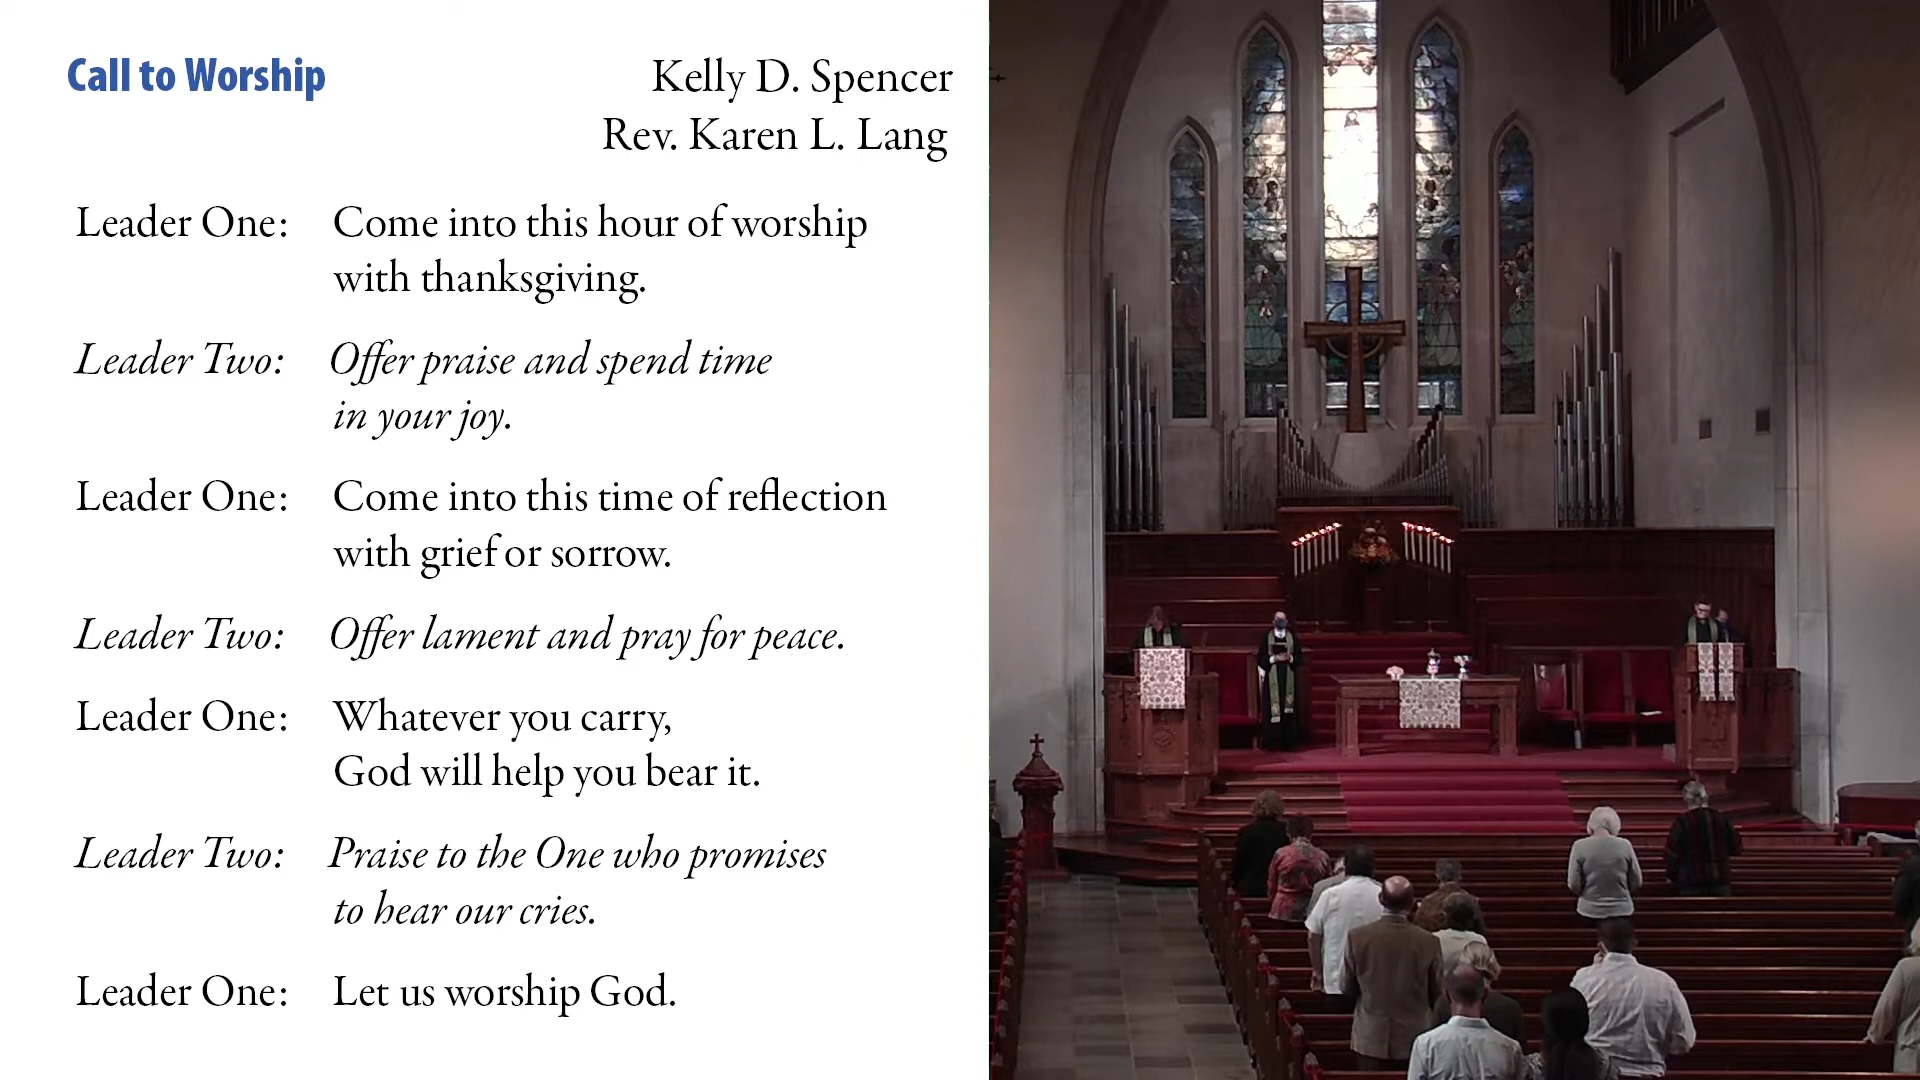 Call to Worship
Kelly D. Spencer
Rev. Karen L. Lang
Leader One: Come into this hour of worship
with thanksgiving.
Leader Two: Offer praise and spend time
in your joy.
Leader One: Come into this time of reflection
with grief or sorrow.
Leader Two: Offer lament and pray for peace.
Leader One: Whatever you carry,
God will help you bear it.
Leader Two: Praise to the One who promises
to hear our cries.
Leader One: Let us worship God.